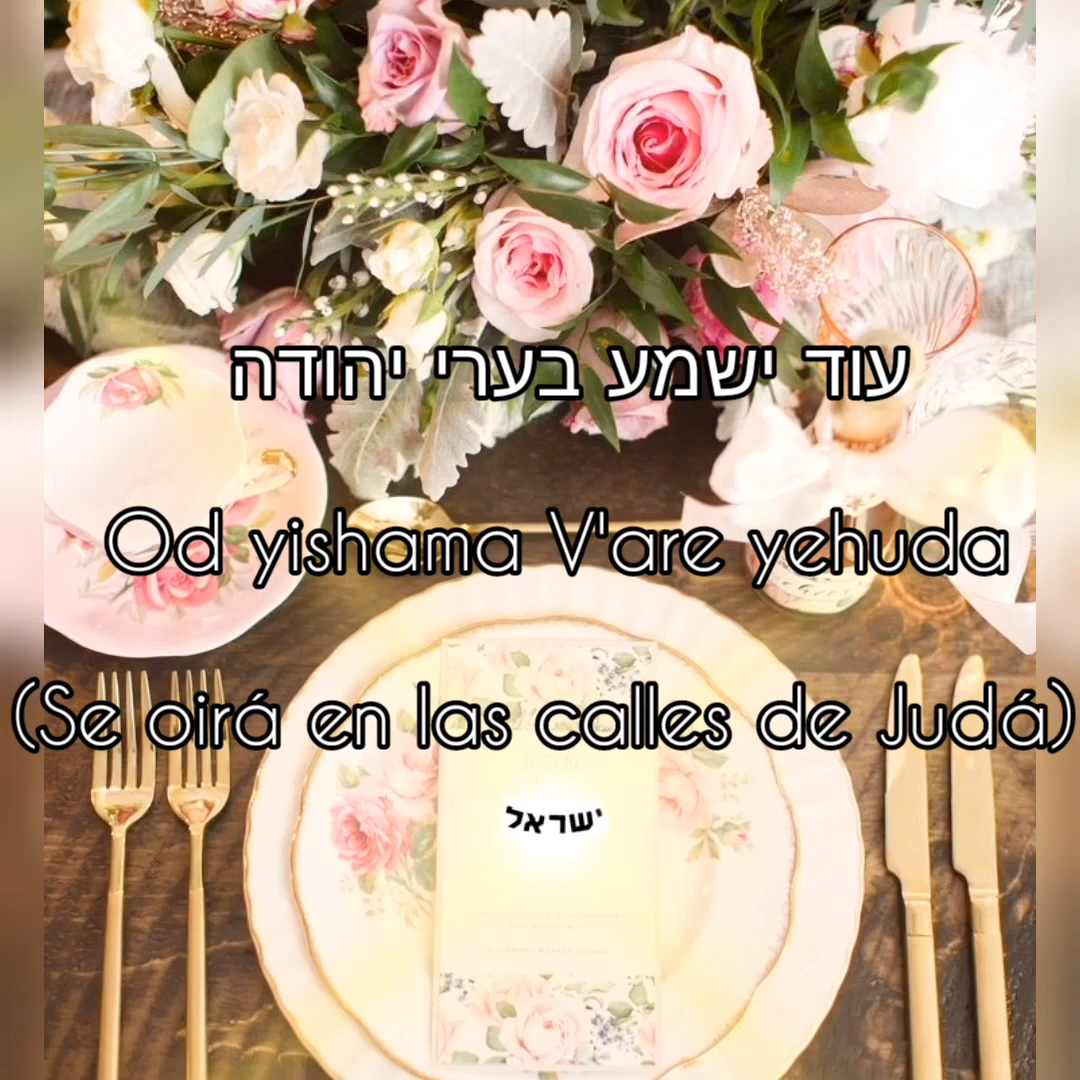 עוד ישמע בערי יהודה
Od yishama V'are yehuda
(Se oirá en las calles de Judá)
ישראל